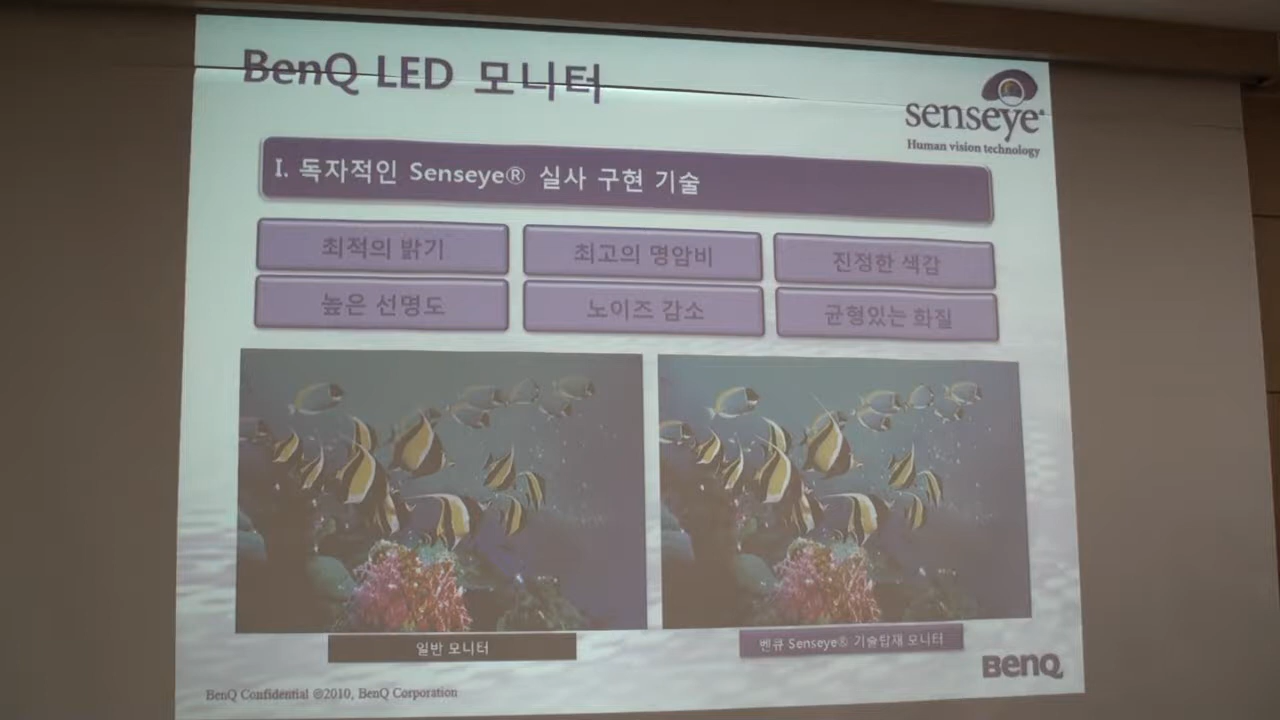 BenQ LED 모니터
senseye®
Human vision technology
I. 독자적인 Senseye® 실사 구현 기술
최적의 밝기
최고의 명암비
진정한 색감
높은 선명도
노이즈 감소
균형있는 화질
일반 모니터
벤큐 Senseye® 기술탑재 모니터
BenQ
BenQ Confidential ©2010, BenQ Corporation